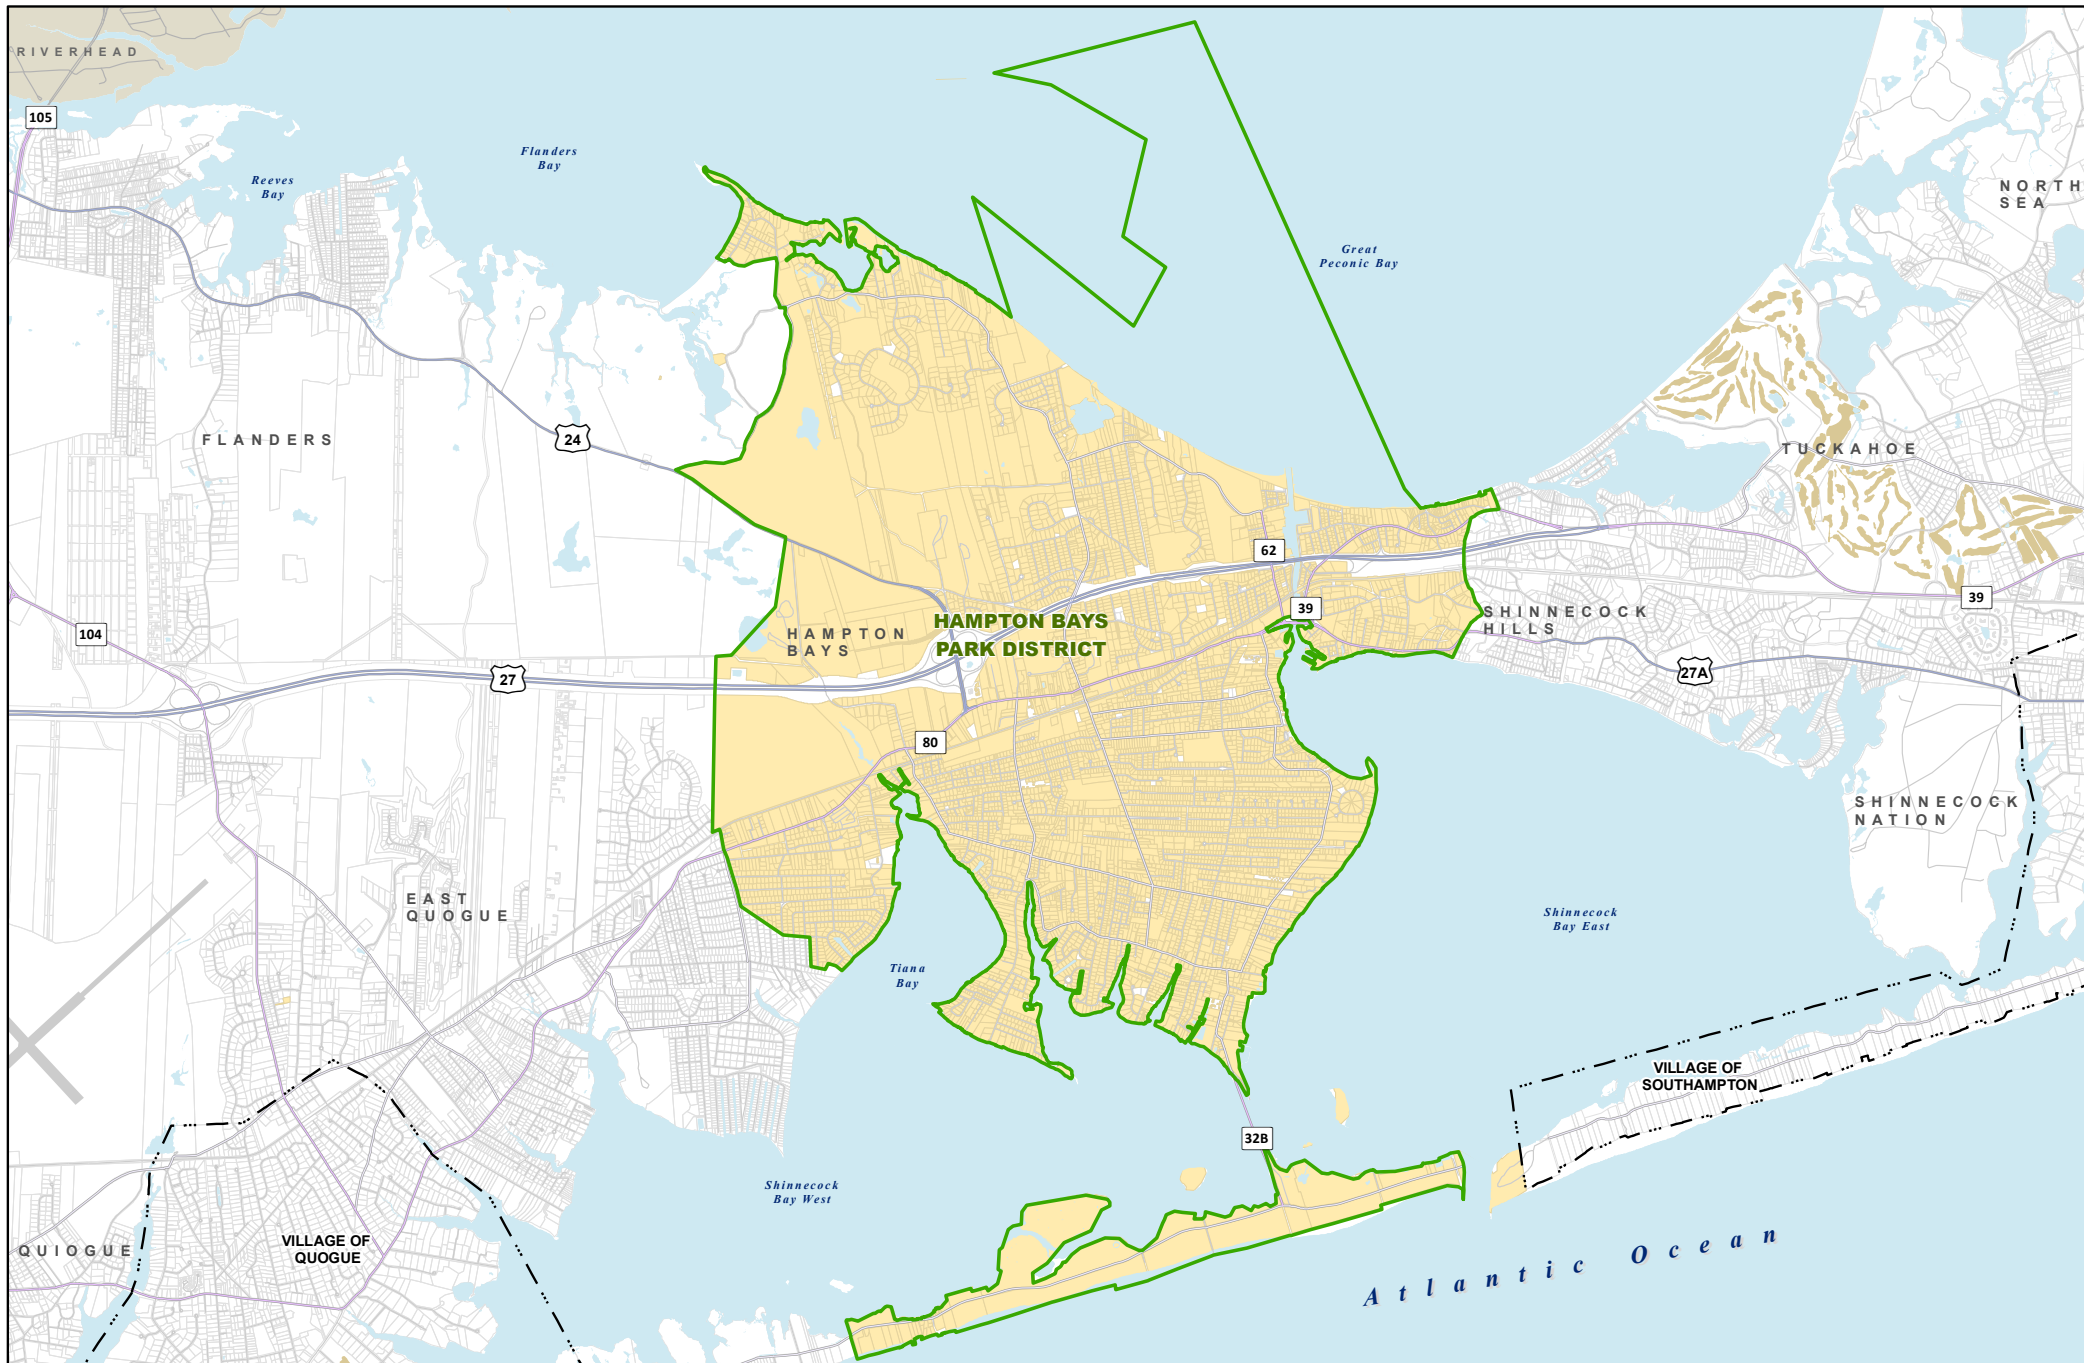 RIVERHEAD
105
Flanders
Bay
Reeves
Bay
NORTH
SEA
Great
Peconic Bay
FLANDERS
24
TUCKAHOE
62
39
39
104
HAMPTON BAYS
PARK DISTRICT
HAMPTON
BAYS
SHINNECOCK
HILLS
27
27A
80
SHINNECOCK
NATION
EAST
QUOGUE
Shinnecock
Bay East
Tiana
Bay
VILLAGE OF
SOUTHAMPTON
32B
Shinnecock
Bay West
VILLAGE OF
QUOGUE
QUIOGUE
Atlantic Ocean